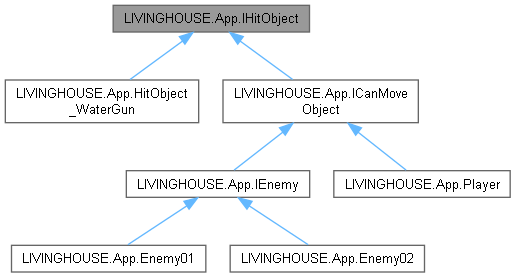 LIVINGHOUSE.App.IHitObject
LIVINGHOUSE.App.HitObject
_WaterGun
LIVINGHOUSE.App.ICanMove
Object
LIVINGHOUSE.App.IEnemy
LIVINGHOUSE.App.Player
LIVINGHOUSE.App.Enemy01
LIVINGHOUSE.App.Enemy02